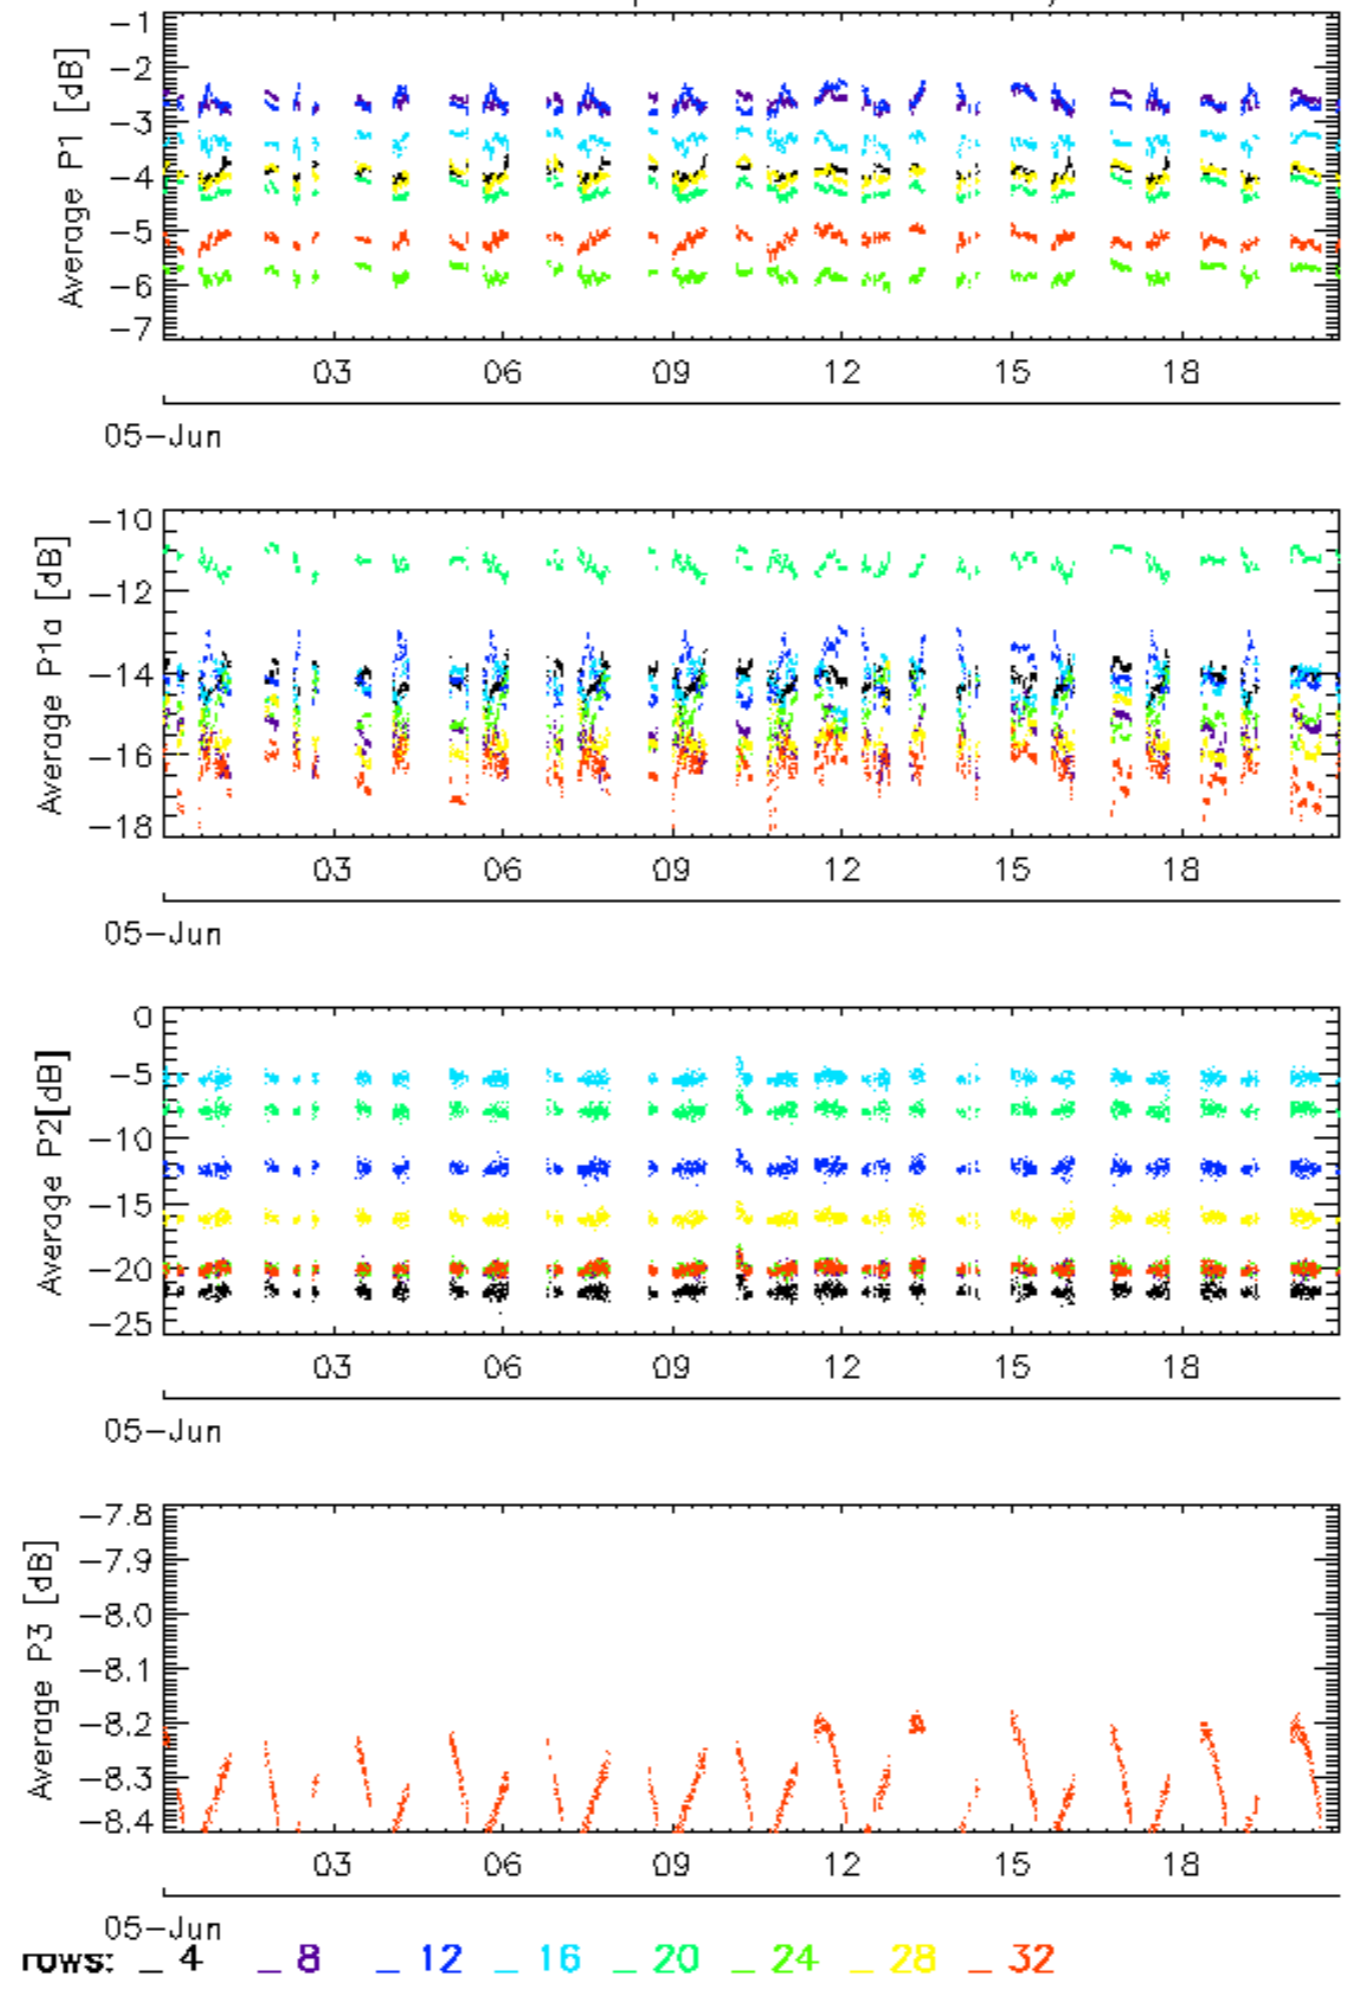 Average P1 [dB]
-1
-2
-3
-4
-5
-6
-7
03 06 09 12 15 18
05-Jun
Average P1a [dB]
-10
-12
-14
-16
-18
03 06 09 12 15 18
05-Jun
Average P2[dB]
0
-5
-10
-15
-20
-25
03 06 09 12 15 18
05-Jun
Average P3 [dB]
-7.8
-7.9
-8.0
-8.1
-8.2
-8.3
-8.4
03 06 09 12 15 18
05-Jun
rows: _ 4 _ 8 _ 12 _ 16 _ 20 _ 24 _ 28 _ 32